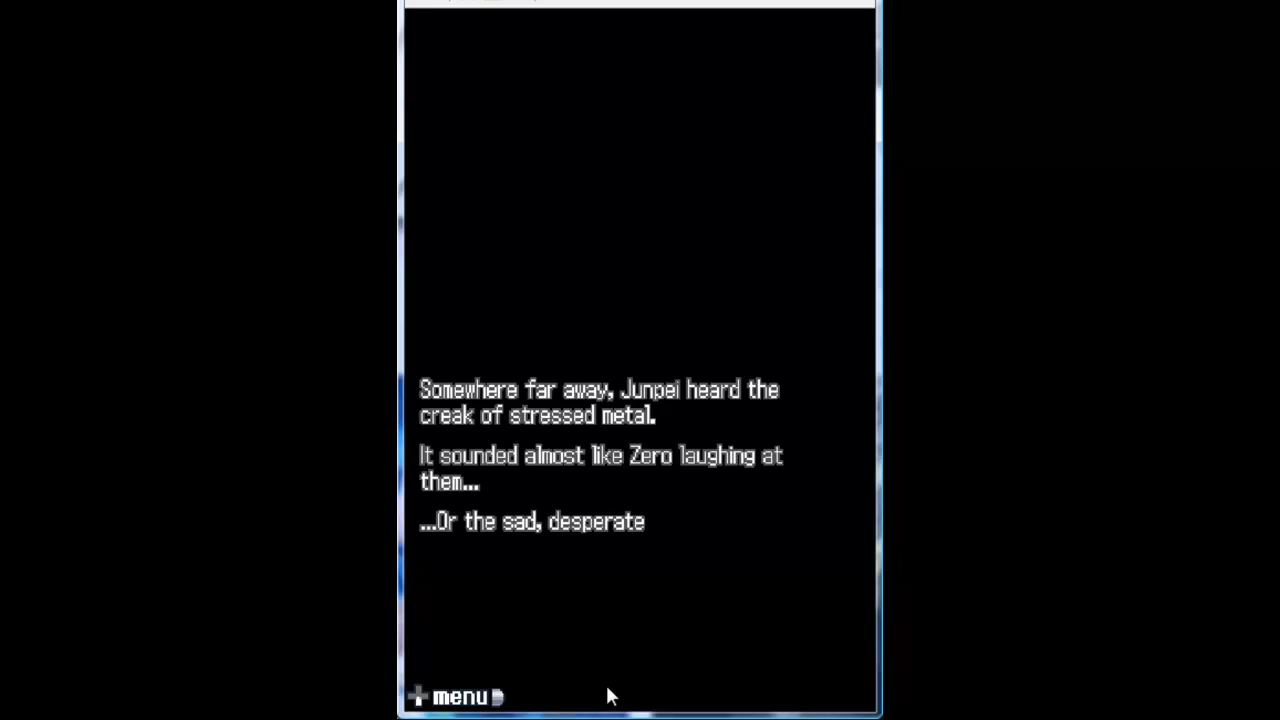 Somewhere far away, Junpei heard the
creak of stressed metal.
It sounded almost like Zero laughing at
them...
...Or the sad, desperate
menu